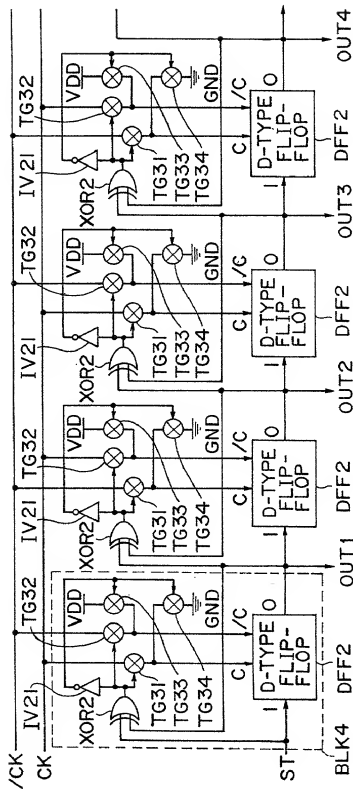 /CK
CK
IV21
TG32
XOR2
VDD
TG31
TG33
TG34
GND
C
/C
I
O
D-TYPE
FLIP-
FLOP
DFF2
ST
BLK4
OUT1
IV21
TG32
XOR2
VDD
TG31
TG33
TG34
GND
C
/C
I
O
D-TYPE
FLIP-
FLOP
DFF2
OUT2
IV21
TG32
XOR2
VDD
TG31
TG33
TG34
GND
C
/C
I
O
D-TYPE
FLIP-
FLOP
DFF2
OUT3
IV21
TG32
XOR2
VDD
TG31
TG33
TG34
GND
C
/C
I
O
D-TYPE
FLIP-
FLOP
DFF2
OUT4